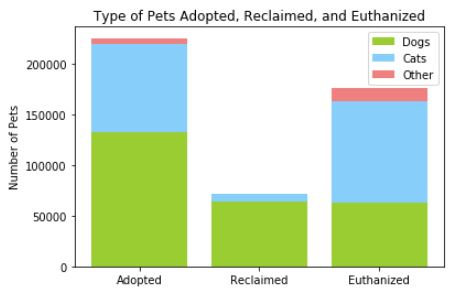 Type of Pets Adopted, Reclaimed, and Euthanized
Dogs
Cats
Other
Number of Pets
200000
150000
100000
50000
0
Adopted Reclaimed Euthanized